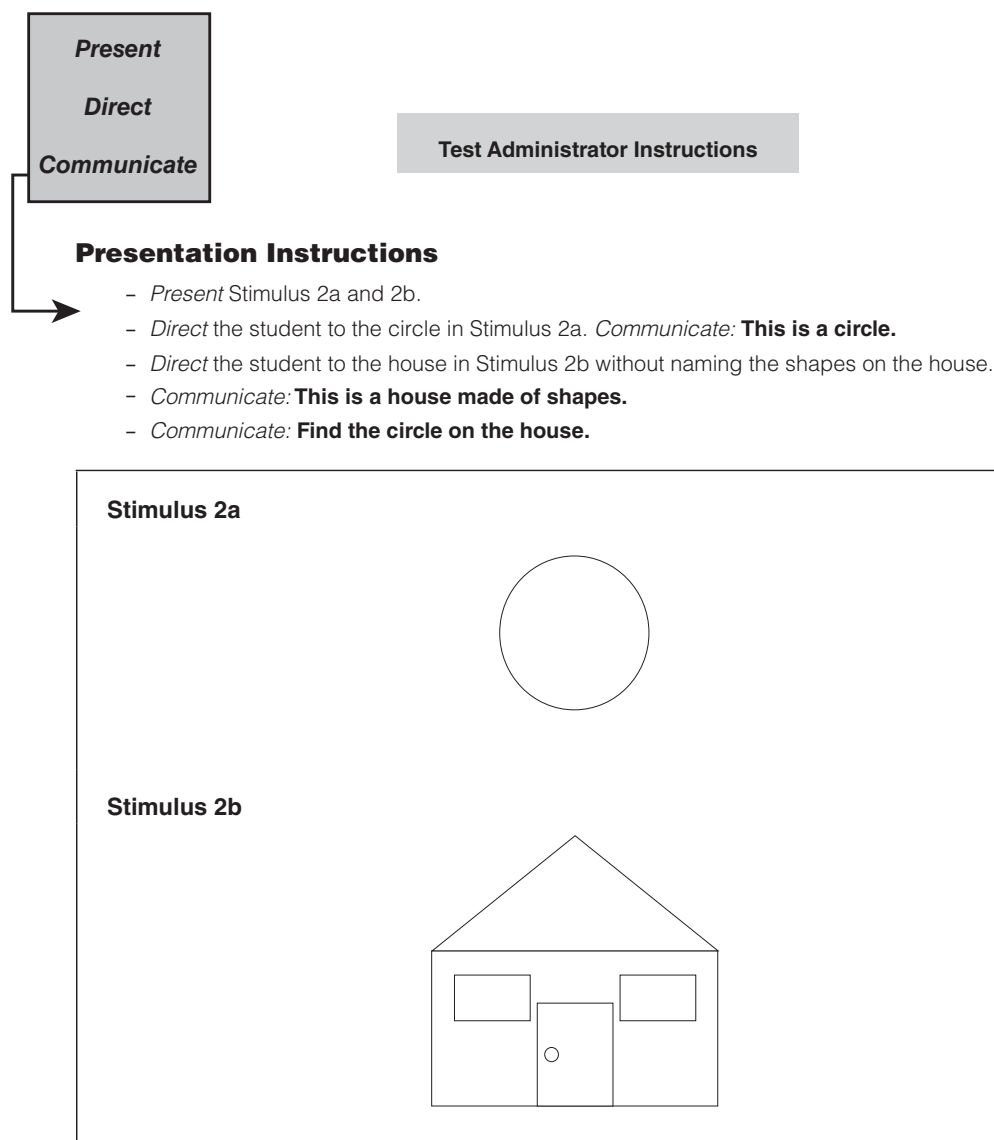 Present
Direct
Communicate
Test Administrator Instructions
Presentation Instructions
– Present Stimulus 2a and 2b.
– Direct the student to the circle in Stimulus 2a. Communicate: This is a circle.
– Direct the student to the house in Stimulus 2b without naming the shapes on the house.
– Communicate: This is a house made of shapes.
– Communicate: Find the circle on the house.
Stimulus 2a
Stimulus 2b